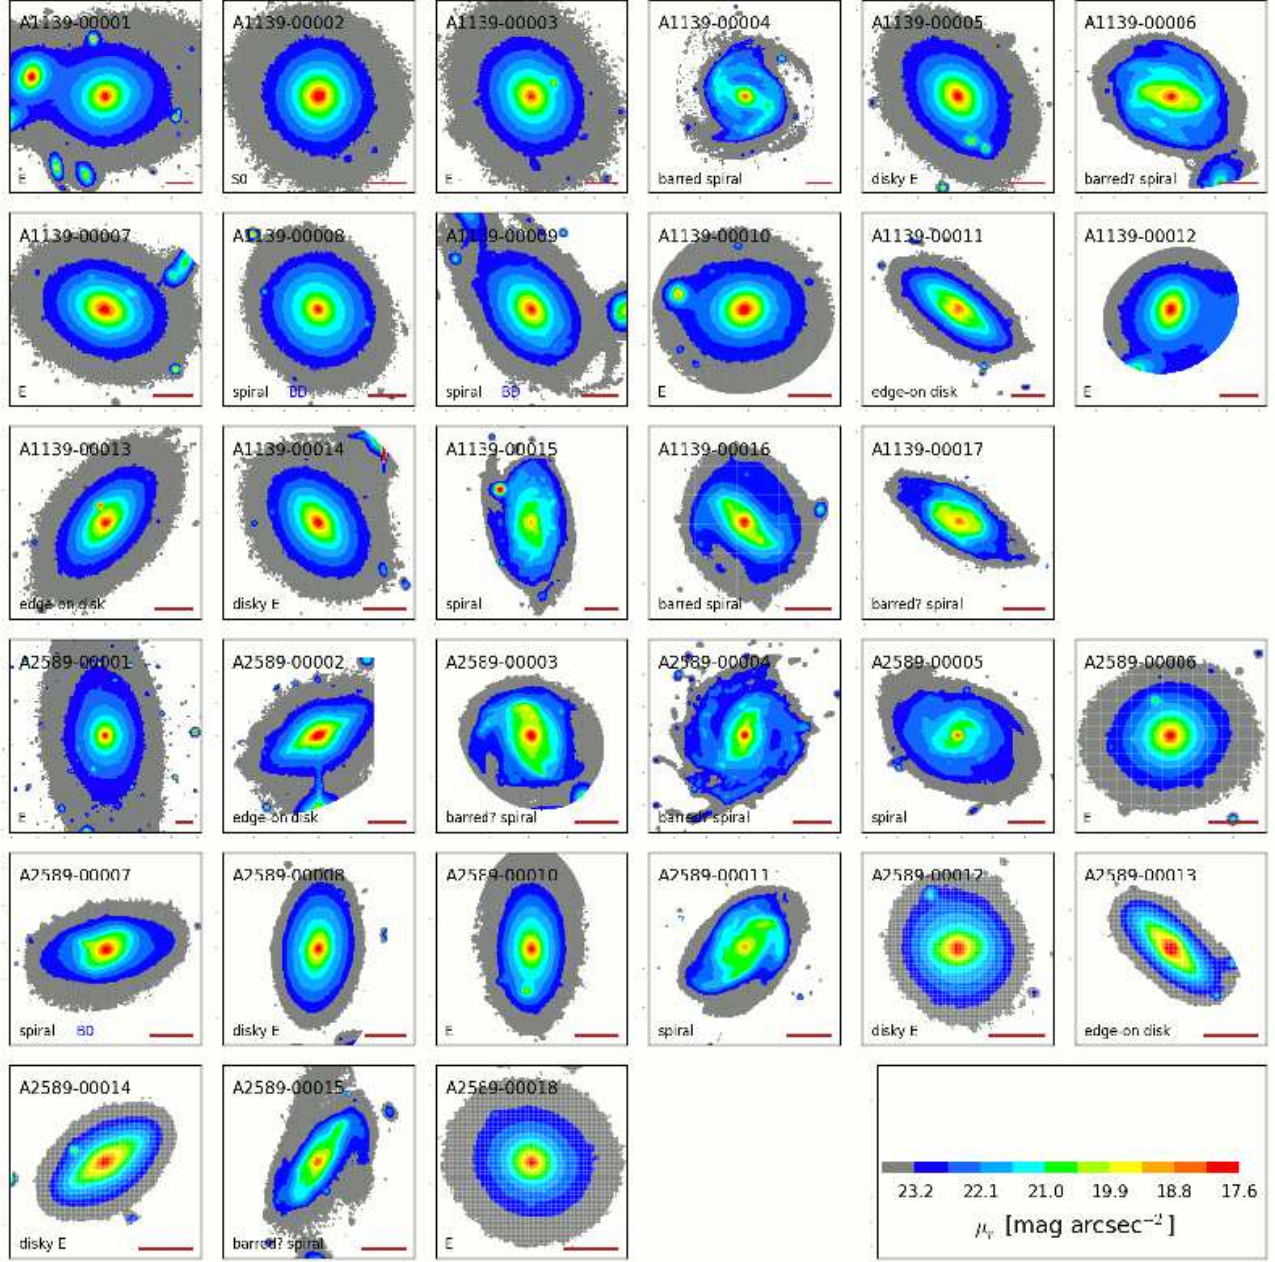 A1139-00001
E
A1139-00002
S0
A1139-00003
E
A1139-00004
barred spiral
A1139-00005
disky E
A1139-00006
barred? spiral
A1139-00007
E
A1139-00008
spiral BD
A1139-00009
spiral BD
A1139-00010
E
A1139-00011
edge-on disk
A1139-00012
E
A1139-00013
edge-on disk
A1139-00014
disky E
A1139-00015
spiral
A1139-00016
barred spiral
A1139-00017
barred? spiral
A2589-00001
E
A2589-00002
edge-on disk
A2589-00003
barred? spiral
A2589-00004
barred? spiral
A2589-00005
spiral
A2589-00006
E
A2589-00007
spiral BD
A2589-00008
disky E
A2589-00010
E
A2589-00011
spiral
A2589-00012
disky E
A2589-00013
edge-on disk
A2589-00014
disky E
A2589-00015
barred? spiral
A2589-00018
E
23.2 22.1 21.0 19.9 18.8 17.6
μᵣ [mag arcsec⁻²]